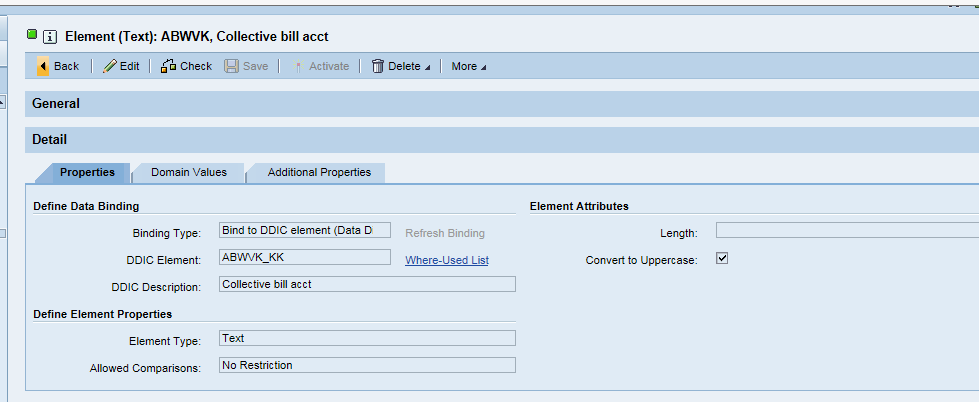 Element (Text): ABWVK, Collective bill acct
Back Edit Check Save Activate Delete More
General
Detail
Properties Domain Values Additional Properties
Define Data Binding Element Attributes
Binding Type: Bind to DDIC element (Data D Refresh Binding Length:
DDIC Element: ABWVK_KK Where-Used List Convert to Uppercase:
DDIC Description: Collective bill acct
Define Element Properties
Element Type: Text
Allowed Comparisons: No Restriction